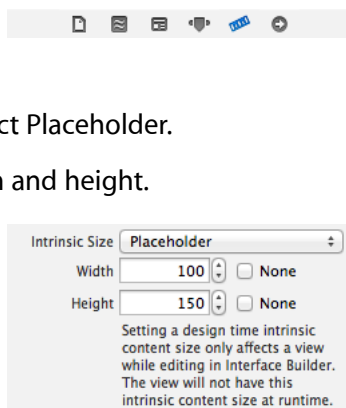 ct Placeholder.
and height.
Intrinsic Size Placeholder
Width 100 None
Height 150 None
Setting a design time intrinsic
content size only affects a view
while editing in Interface Builder.
The view will not have this
intrinsic content size at runtime.